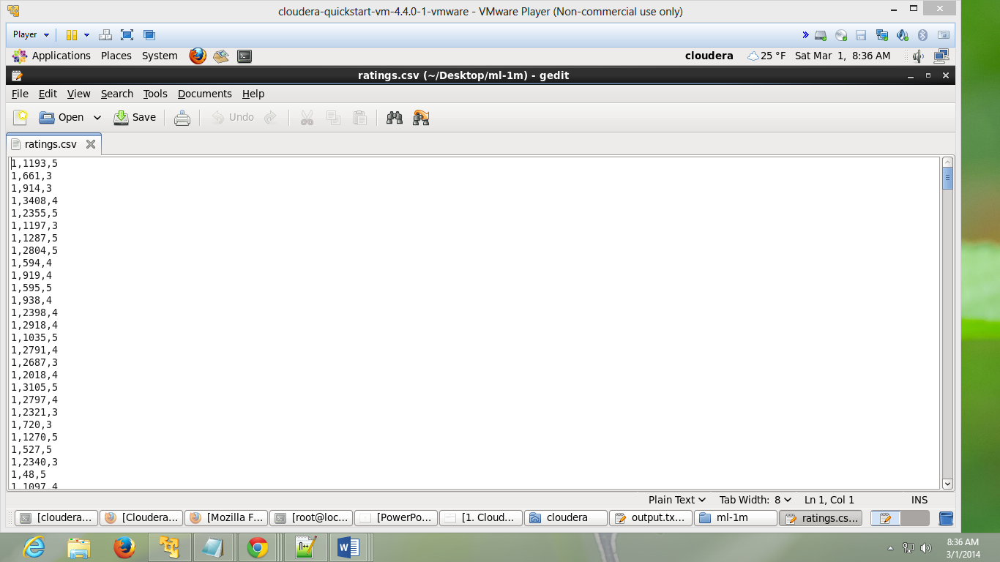 cloudera-quickstart-vm-4.4.0-1-vmware - VMware Player (Non-commercial use only)
Player
Applications Places System cloudera 25 °F Sat Mar 1, 8:36 AM
ratings.csv (~/Desktop/ml-1m) - gedit
File Edit View Search Tools Documents Help
Open Save Undo
ratings.csv
1,1193,5
1,661,3
1,914,3
1,3408,4
1,2355,5
1,1197,3
1,1287,5
1,2804,5
1,594,4
1,919,4
1,595,5
1,938,4
1,2398,4
1,2918,4
1,1035,5
1,2791,4
1,2687,3
1,2018,4
1,3105,5
1,2797,4
1,2321,3
1,720,3
1,1270,5
1,527,5
1,2340,3
1,48,5
1,1097,4
Plain Text Tab Width: 8 Ln 1, Col 1 INS
[cloudera... [Cloudera... [Mozilla F... [root@loc... [PowerPo... [1. Cloud... cloudera output.tx... ml-1m ratings.cs...
8:36 AM
3/1/2014